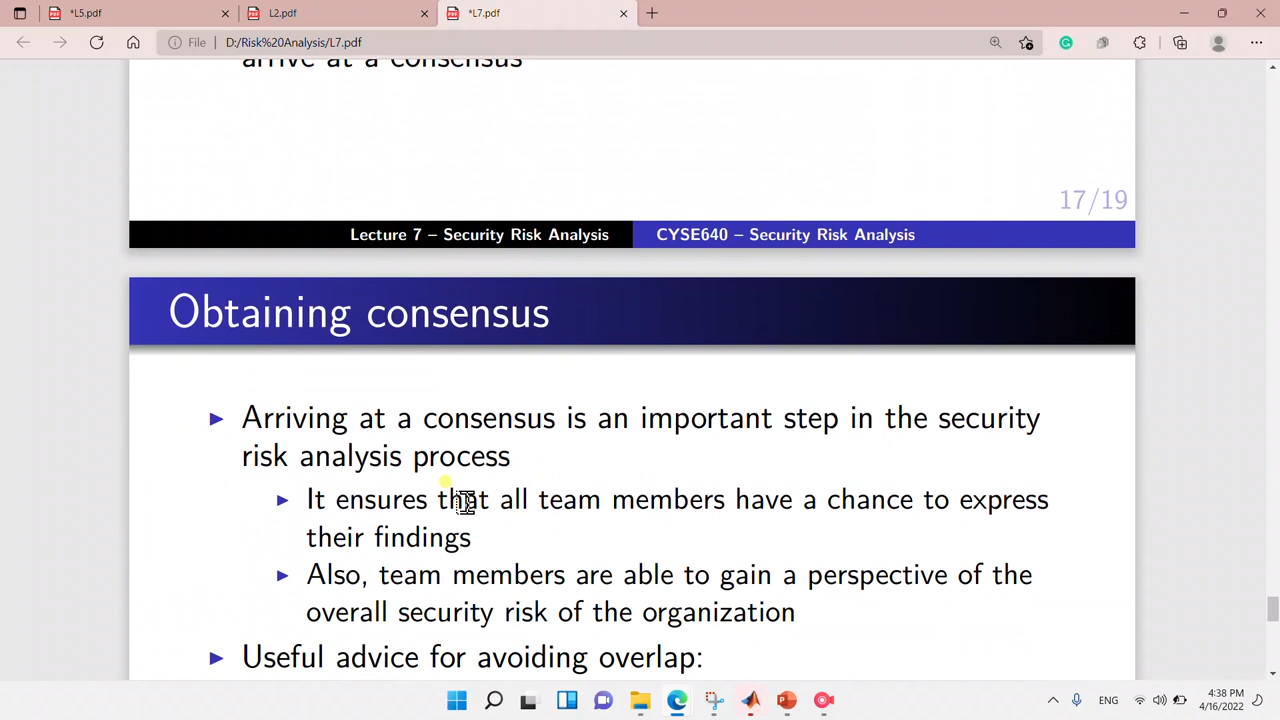 *L5.pdf
L2.pdf
*L7.pdf
File D:/Risk%20Analysis/L7.pdf
arrive at a consensus
17/19
Lecture 7 – Security Risk Analysis CYSE640 – Security Risk Analysis
Obtaining consensus
Arriving at a consensus is an important step in the security
risk analysis process
It ensures that all team members have a chance to express
their findings
Also, team members are able to gain a perspective of the
overall security risk of the organization
Useful advice for avoiding overlap:
ENG
4:38 PM
4/16/2022